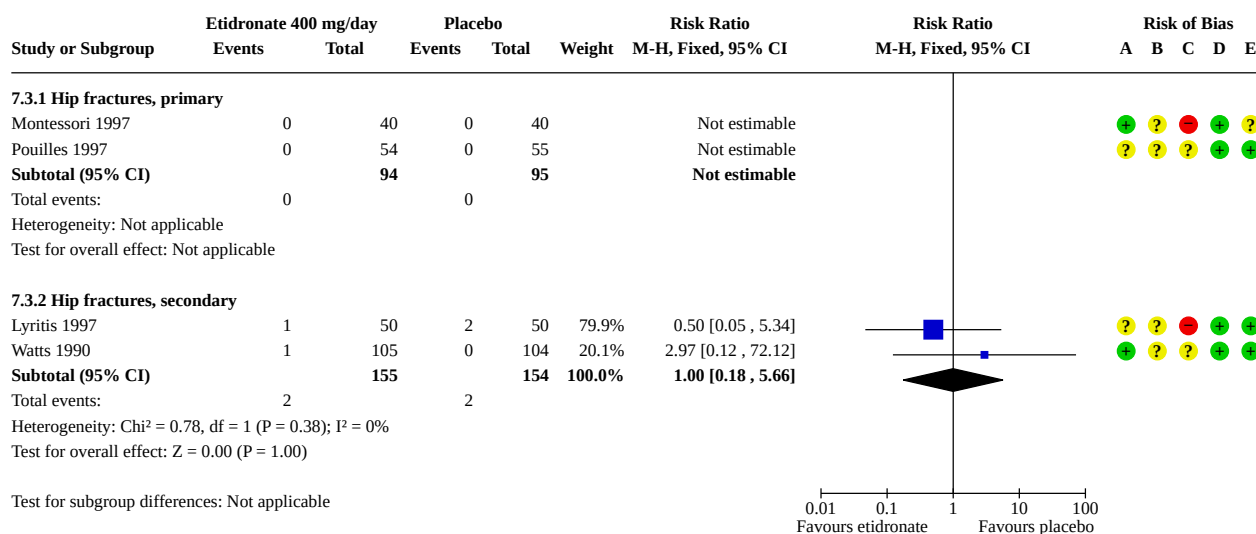 Etidronate 400 mg/day Placebo Risk Ratio Risk Ratio Risk of Bias
Study or Subgroup Events Total Events Total Weight M-H, Fixed, 95% CI M-H, Fixed, 95% CI A B C D E
7.3.1 Hip fractures, primary
Montessori 1997 0 40 0 40 Not estimable + ? − + ?
Pouilles 1997 0 54 0 55 Not estimable ? ? ? + +
Subtotal (95% CI) 94 95 Not estimable
Total events: 0 0
Heterogeneity: Not applicable
Test for overall effect: Not applicable
7.3.2 Hip fractures, secondary
Lyritis 1997 1 50 2 50 79.9% 0.50 [0.05 , 5.34] ? ? − + +
Watts 1990 1 105 0 104 20.1% 2.97 [0.12 , 72.12] + ? ? + +
Subtotal (95% CI) 155 154 100.0% 1.00 [0.18 , 5.66]
Total events: 2 2
Heterogeneity: Chi² = 0.78, df = 1 (P = 0.38); I² = 0%
Test for overall effect: Z = 0.00 (P = 1.00)
Test for subgroup differences: Not applicable
0.01 0.1 1 10 100
Favours etidronate Favours placebo